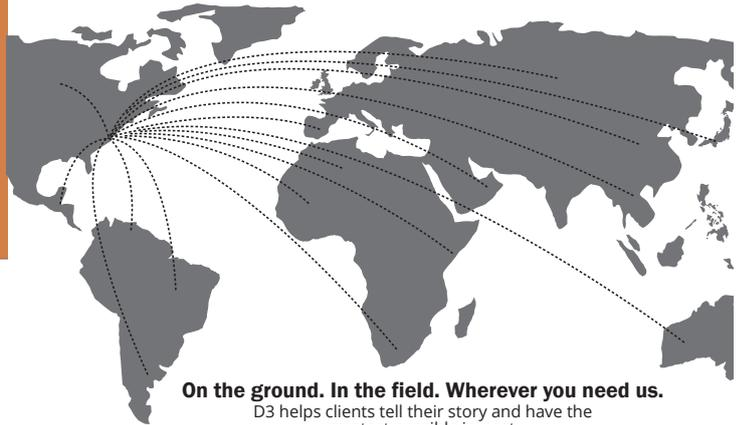 On the ground. In the field. Wherever you need us.
D3 helps clients tell their story and have the